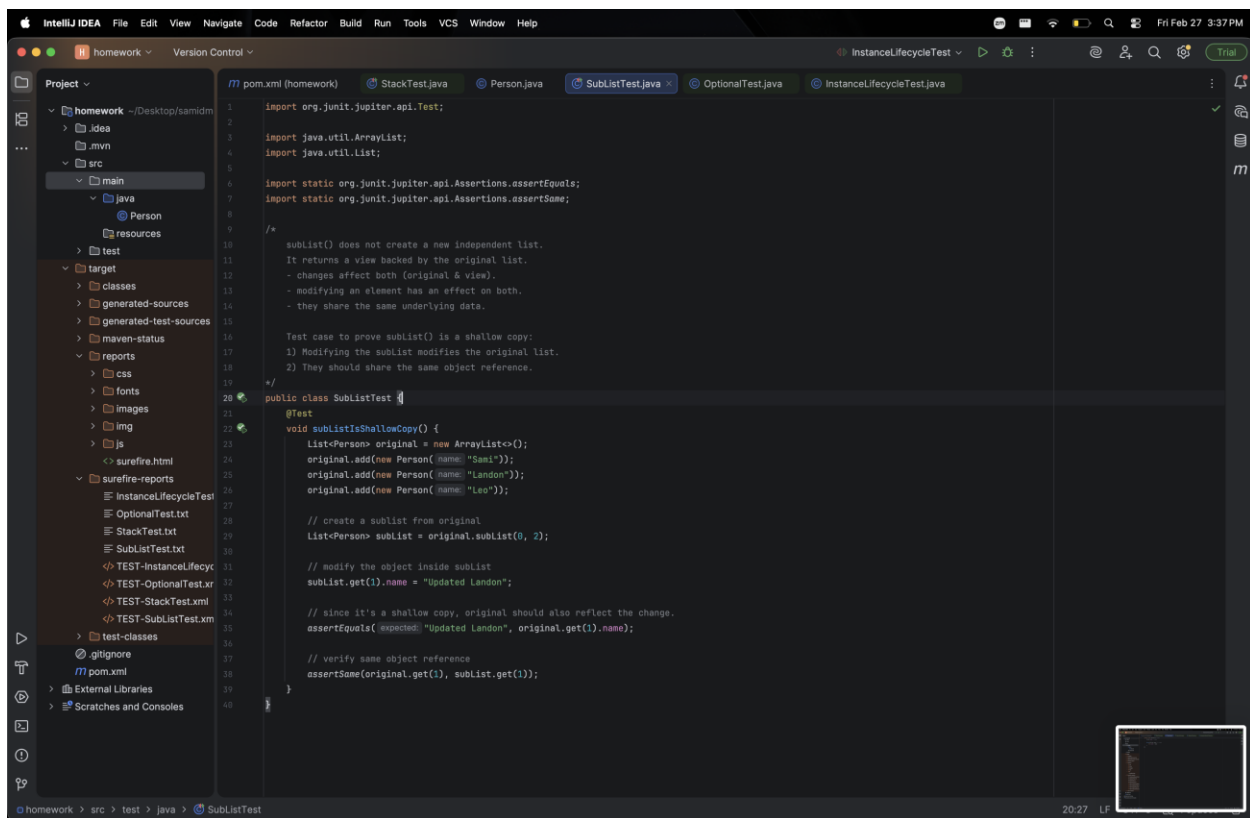 IntelliJ IDEA File Edit View Navigate Code Refactor Build Run Tools VCS Window Help zm Fri Feb 27 3:37 PM
H homework Version Control InstanceLifecycleTest Trial
Project
m pom.xml (homework) StackTest.java Person.java SubListTest.java OptionalTest.java InstanceLifecycleTest.java
homework ~/Desktop/samidm
.idea
.mvn
src
main
java
Person
resources
test
target
classes
generated-sources
generated-test-sources
maven-status
reports
css
fonts
images
img
js
surefire.html
surefire-reports
InstanceLifecycleTest
OptionalTest.txt
StackTest.txt
SubListTest.txt
TEST-InstanceLifecyc
TEST-OptionalTest.xr
TEST-StackTest.xml
TEST-SubListTest.xm
test-classes
.gitignore
m pom.xml
External Libraries
Scratches and Consoles
1 import org.junit.jupiter.api.Test;
2
3 import java.util.ArrayList;
4 import java.util.List;
5
6 import static org.junit.jupiter.api.Assertions.assertEquals;
7 import static org.junit.jupiter.api.Assertions.assertSame;
8
9 /*
10 subList() does not create a new independent list.
11 It returns a view backed by the original list.
12 - changes affect both (original & view).
13 - modifying an element has an effect on both.
14 - they share the same underlying data.
15
16 Test case to prove subList() is a shallow copy:
17 1) Modifying the subList modifies the original list.
18 2) They should share the same object reference.
19 */
20 public class SubListTest {
21 @Test
22 void subListIsShallowCopy() {
23 List<Person> original = new ArrayList<>();
24 original.add(new Person( name: "Sami"));
25 original.add(new Person( name: "Landon"));
26 original.add(new Person( name: "Leo"));
27
28 // create a sublist from original
29 List<Person> subList = original.subList(0, 2);
30
31 // modify the object inside subList
32 subList.get(1).name = "Updated Landon";
33
34 // since it's a shallow copy, original should also reflect the change.
35 assertEquals( expected: "Updated Landon", original.get(1).name);
36
37 // verify same object reference
38 assertSame(original.get(1), subList.get(1));
39 }
40 }
homework > src > test > java > SubListTest 20:27 LF